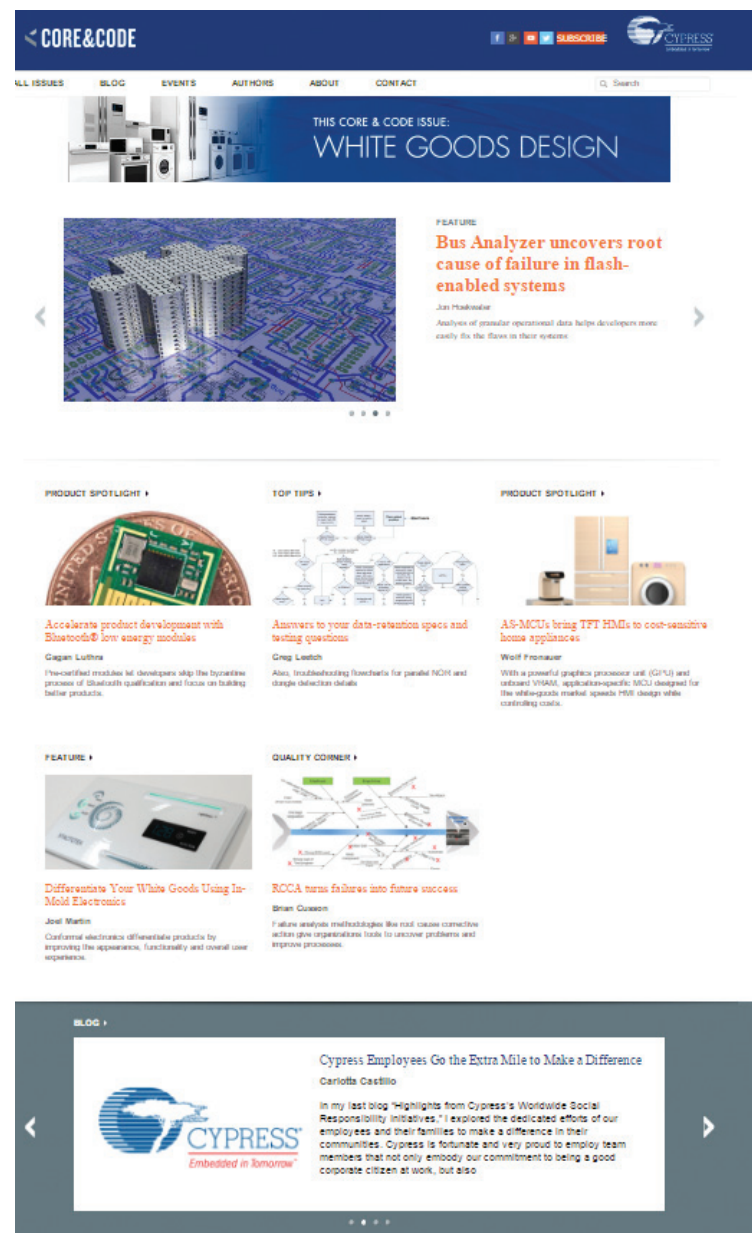 < CORE&CODE
SUBSCRIBE
CYPRESS
ALL ISSUES BLOG EVENTS AUTHORS ABOUT CONTACT
Search
THIS CORE & CODE ISSUE:
WHITE GOODS DESIGN
FEATURE
Bus Analyzer uncovers root
cause of failure in flash-
enabled systems
Analysis of granular operational data helps developers more
easily fix the flaws in their systems
PRODUCT SPOTLIGHT
UNITED STATES OF AMERIC
Accelerate product development with
Bluetooth® low energy modules
Gagan Luthra
Pre-certified modules let developers skip the byzantine
process of Bluetooth qualification and focus on building
better products.
TOP TIPS
Answers to your data-retention specs and
testing questions
Greg
Also, troubleshooting flowcharts for parallel NOR and
dongle detection details
PRODUCT SPOTLIGHT
AS-MCUs bring TFT HMIs to cost-sensitive
home appliances
Wolf Fronauer
With a powerful graphics processor unit (GPU) and
onboard VRAM, application-specific MCU designed for
the white-goods market speeds HMI design while
controlling costs.
FEATURE
Differentiate Your White Goods Using In-
Mold Electronics
Joel Martin
Conformal electronics differentiate products by
improving the appearance, functionality and overall user
experience.
QUALITY CORNER
RCCA turns failures into future success
Brian Cusson
Failure analysis methodologies like root cause corrective
action give organizations tools to uncover problems and
improve processes.
BLOG
CYPRESS
Embedded in Tomorrow™
Cypress Employees Go the Extra Mile to Make a Difference
Carlotta Castillo
In my last blog "Highlights from Cypress's Worldwide Social
Responsibility Initiatives," I explored the dedicated efforts of our
employees and their families to make a difference in their
communities. Cypress is fortunate and very proud to employ team
members that not only embody our commitment to being a good
corporate citizen at work, but also